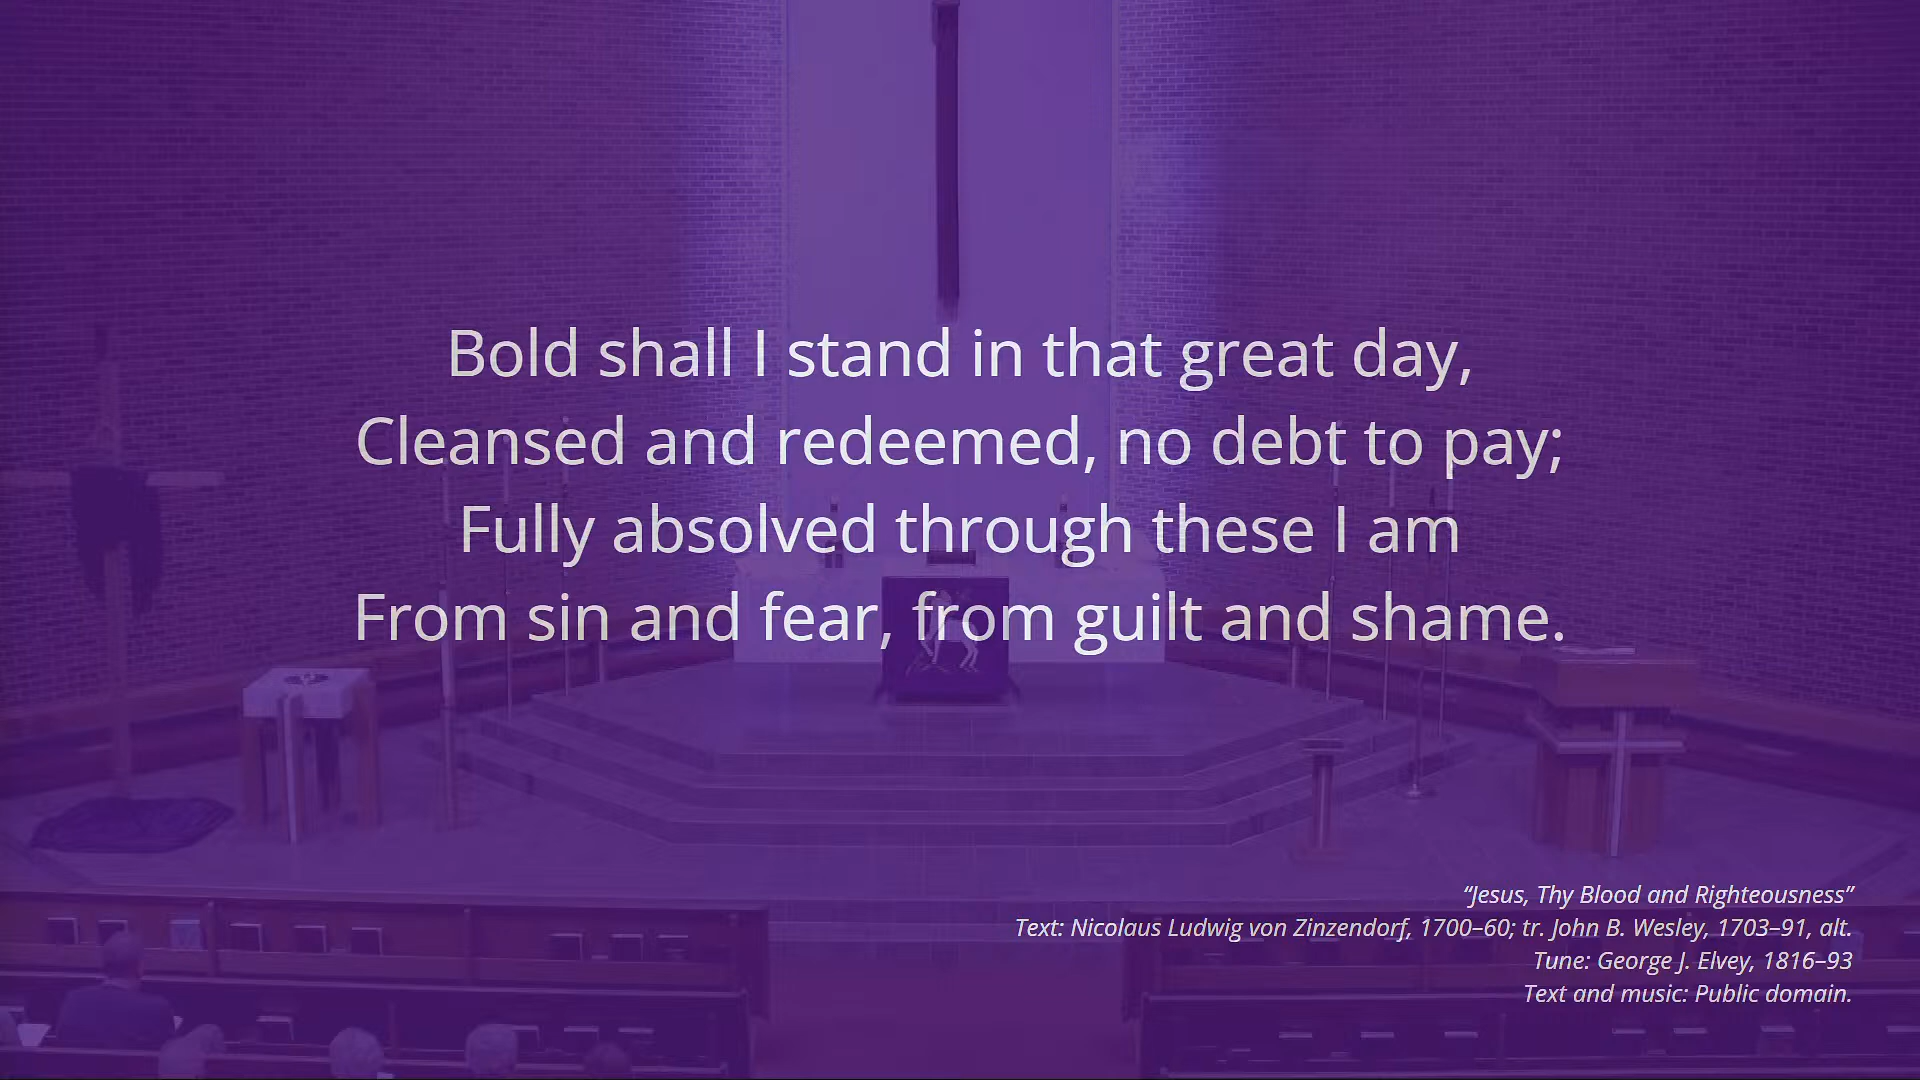 Bold shall I stand in that great day,
Cleansed and redeemed, no debt to pay;
Fully absolved through these I am
From sin and fear, from guilt and shame.
“Jesus, Thy Blood and Righteousness”
Text: Nicolaus Ludwig von Zinzendorf, 1700–60; tr. John B. Wesley, 1703–91, alt.
Tune: George J. Elvey, 1816–93
Text and music: Public domain.